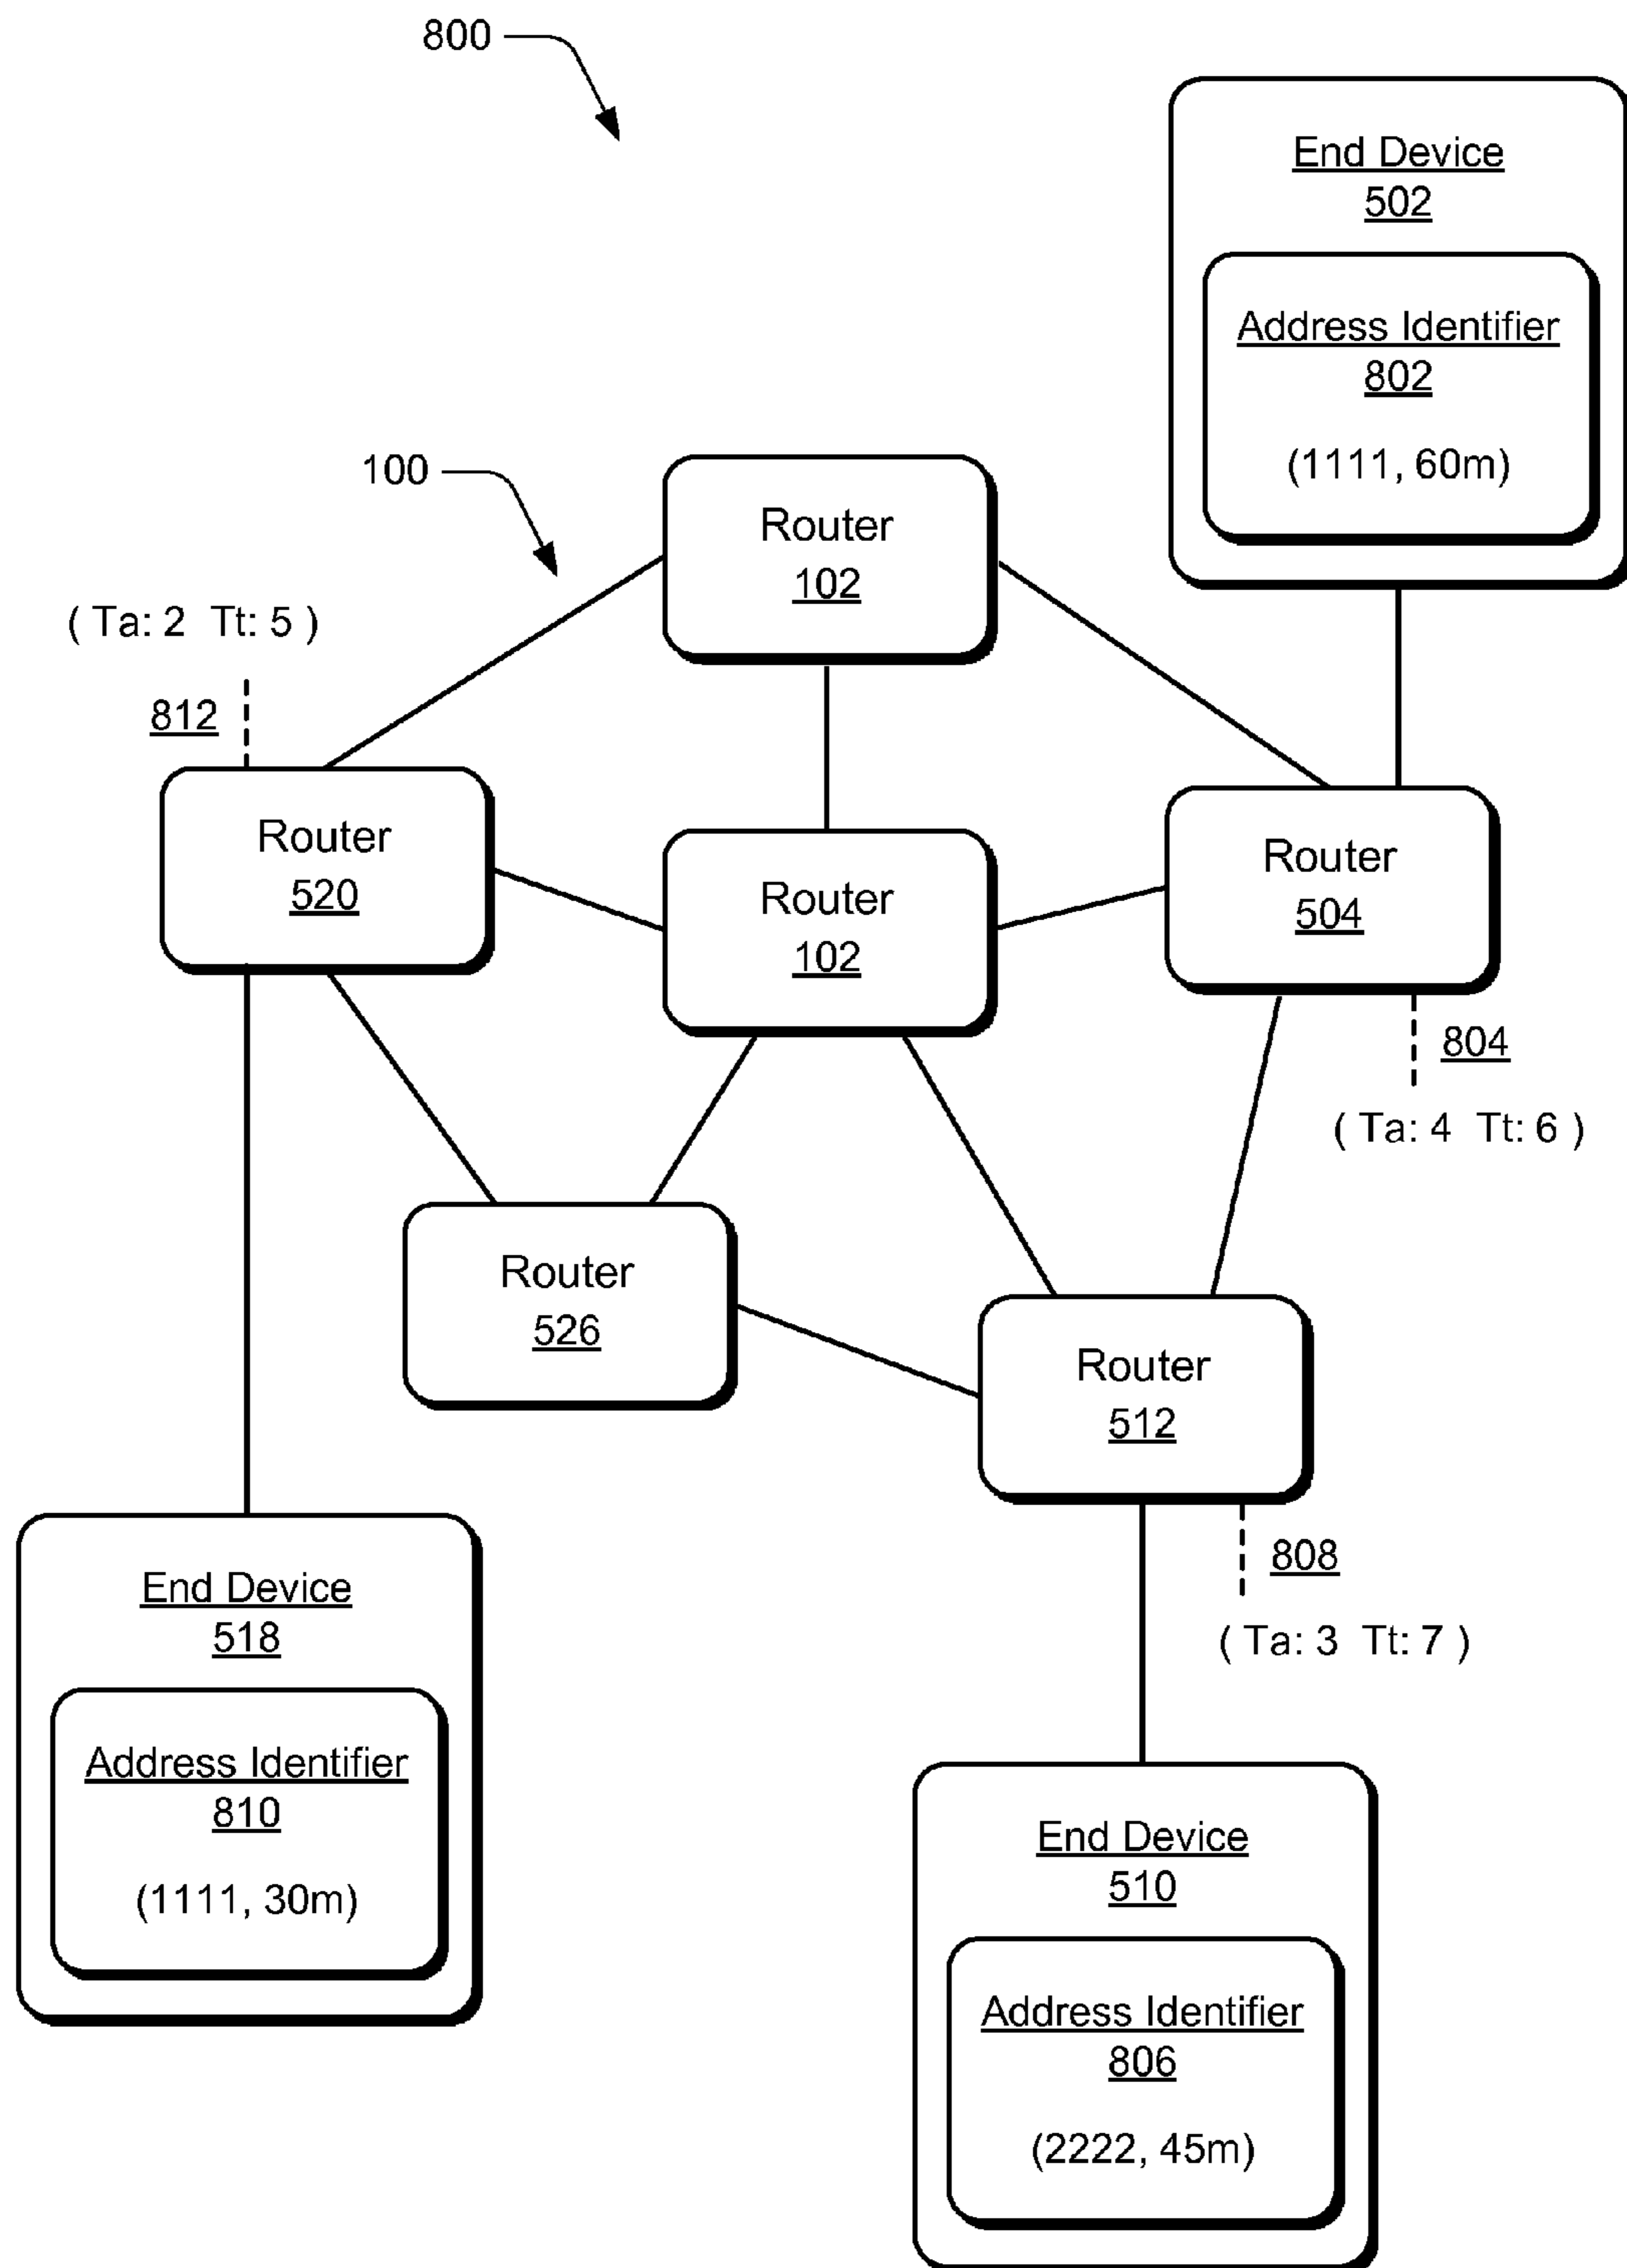 800
End Device
502
Address Identifier
802
(1111, 60m)
100
Router
102
( Ta: 2 Tt: 5 )
812
Router
520
Router
102
Router
504
804
( Ta: 4 Tt: 6 )
Router
526
Router
512
808
( Ta: 3 Tt: 7 )
End Device
518
Address Identifier
810
(1111, 30m)
End Device
510
Address Identifier
806
(2222, 45m)